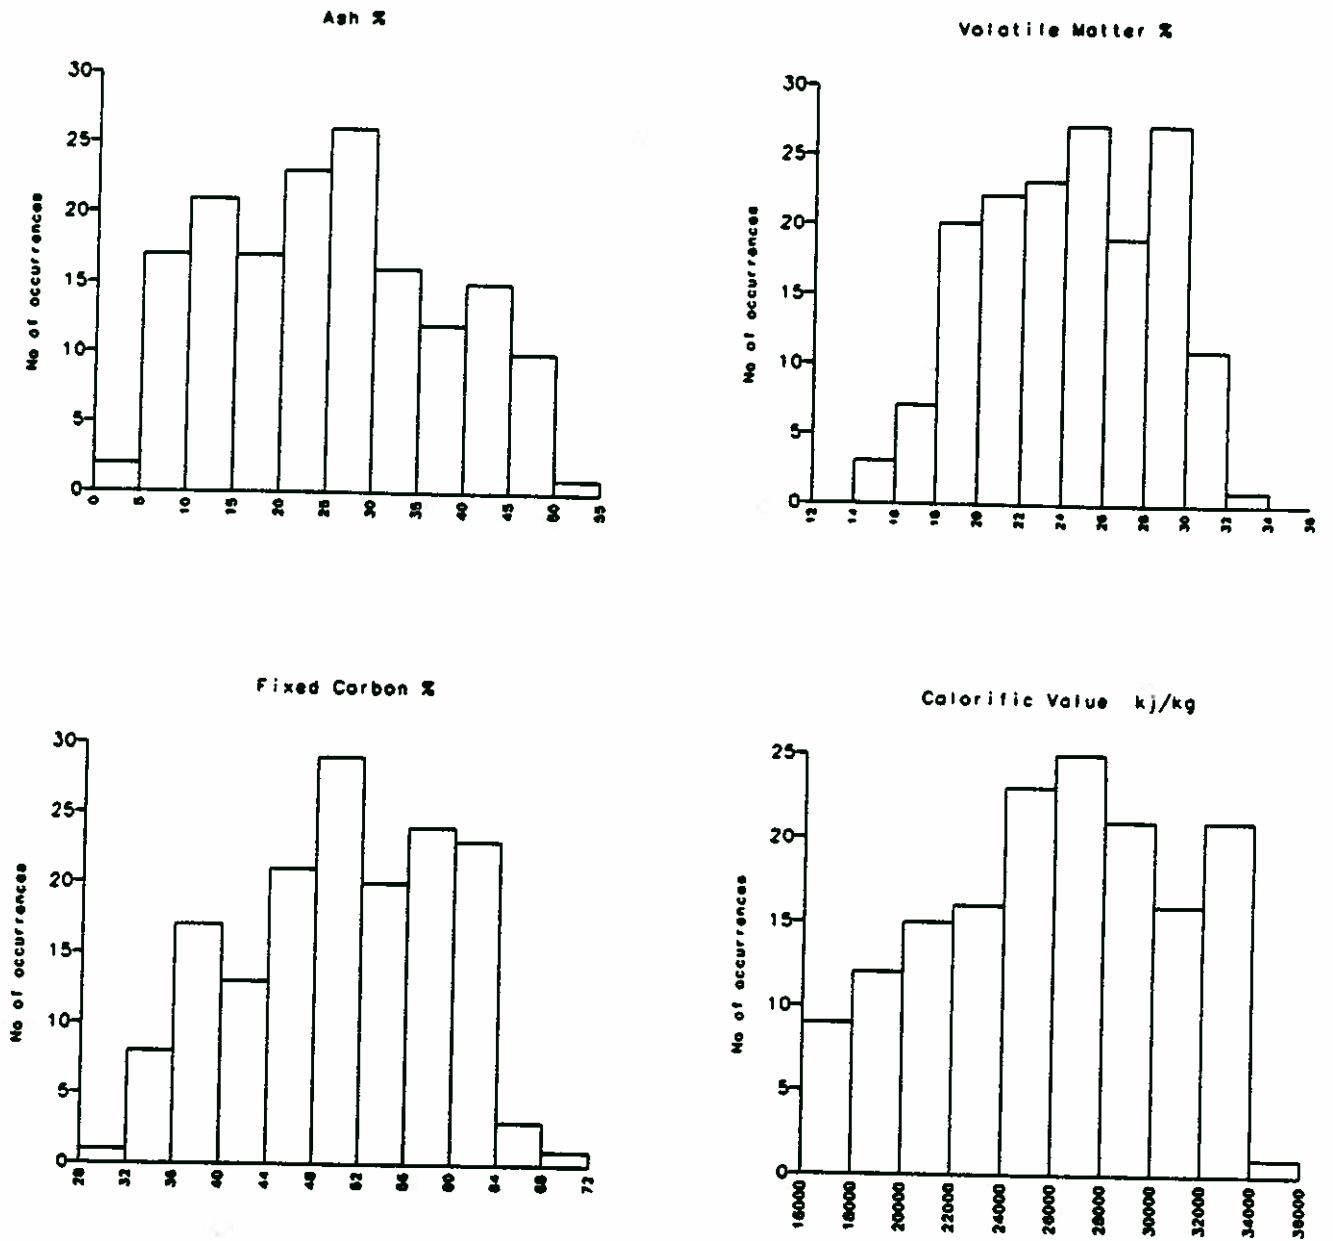 Ash %
30
25
20
15
10
5
0
No of occurrences
0 5 10 15 20 25 30 35 40 45 50 55
Volatile Matter %
30
25
20
15
10
5
0
No of occurrences
12 14 16 18 20 22 24 26 28 30 32 34 36
Fixed Carbon %
30
25
20
15
10
5
0
No of occurrences
28 32 36 40 44 48 52 56 60 64 68 72
Calorific Value kj/kg
25
20
15
10
5
0
No of occurrences
16000 18000 20000 22000 24000 26000 28000 30000 32000 34000 36000